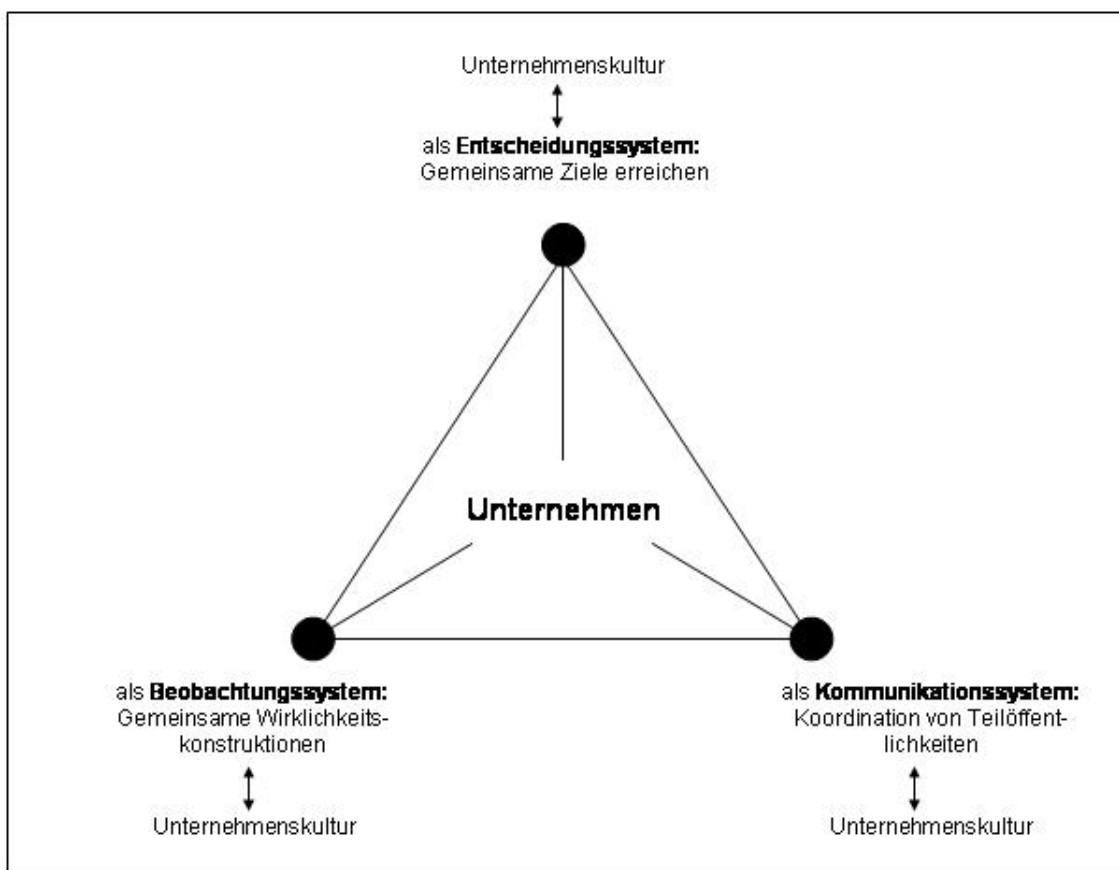 Unternehmenskultur
als Entscheidungssystem:
Gemeinsame Ziele erreichen
Unternehmen
als Beobachtungssystem:
Gemeinsame Wirklichkeits-
konstruktionen
Unternehmenskultur
als Kommunikationssystem:
Koordination von Teilöffent-
lichkeiten
Unternehmenskultur